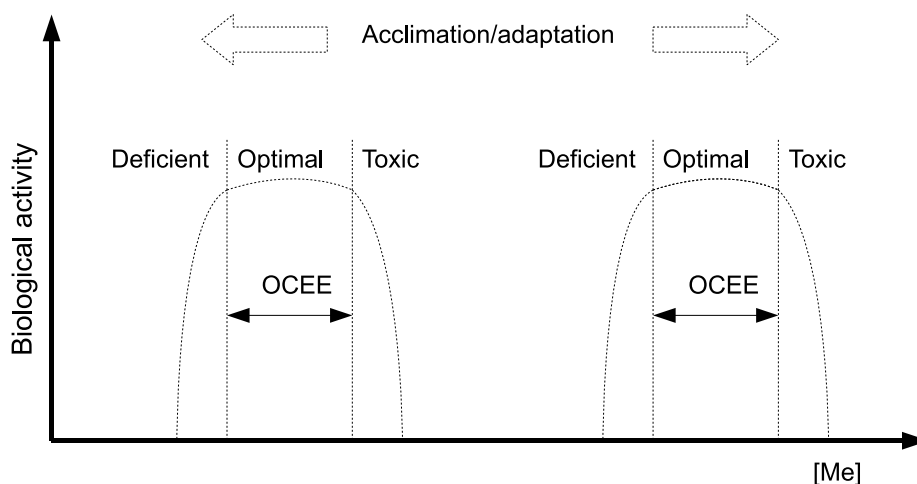 Acclimation/adaptation
Deficient Optimal Toxic
Deficient Optimal Toxic
OCEE
OCEE
Biological activity
[Me]